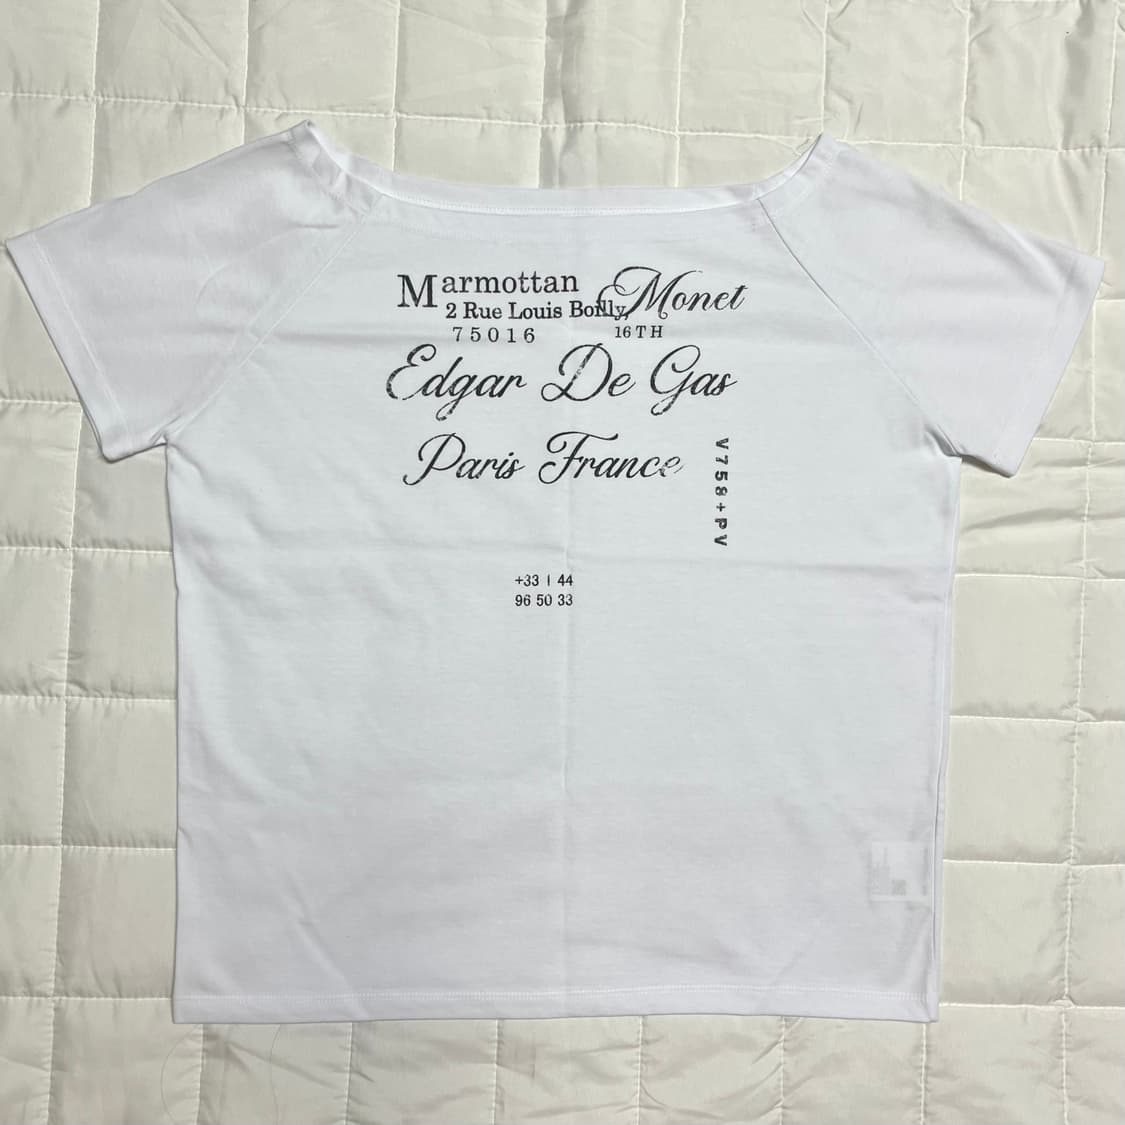 Marmottan Monet
2 Rue Louis Boilly,
75016 16TH
Edgar De Gas
Paris France
V758+PV
+33 1 44
96 50 33